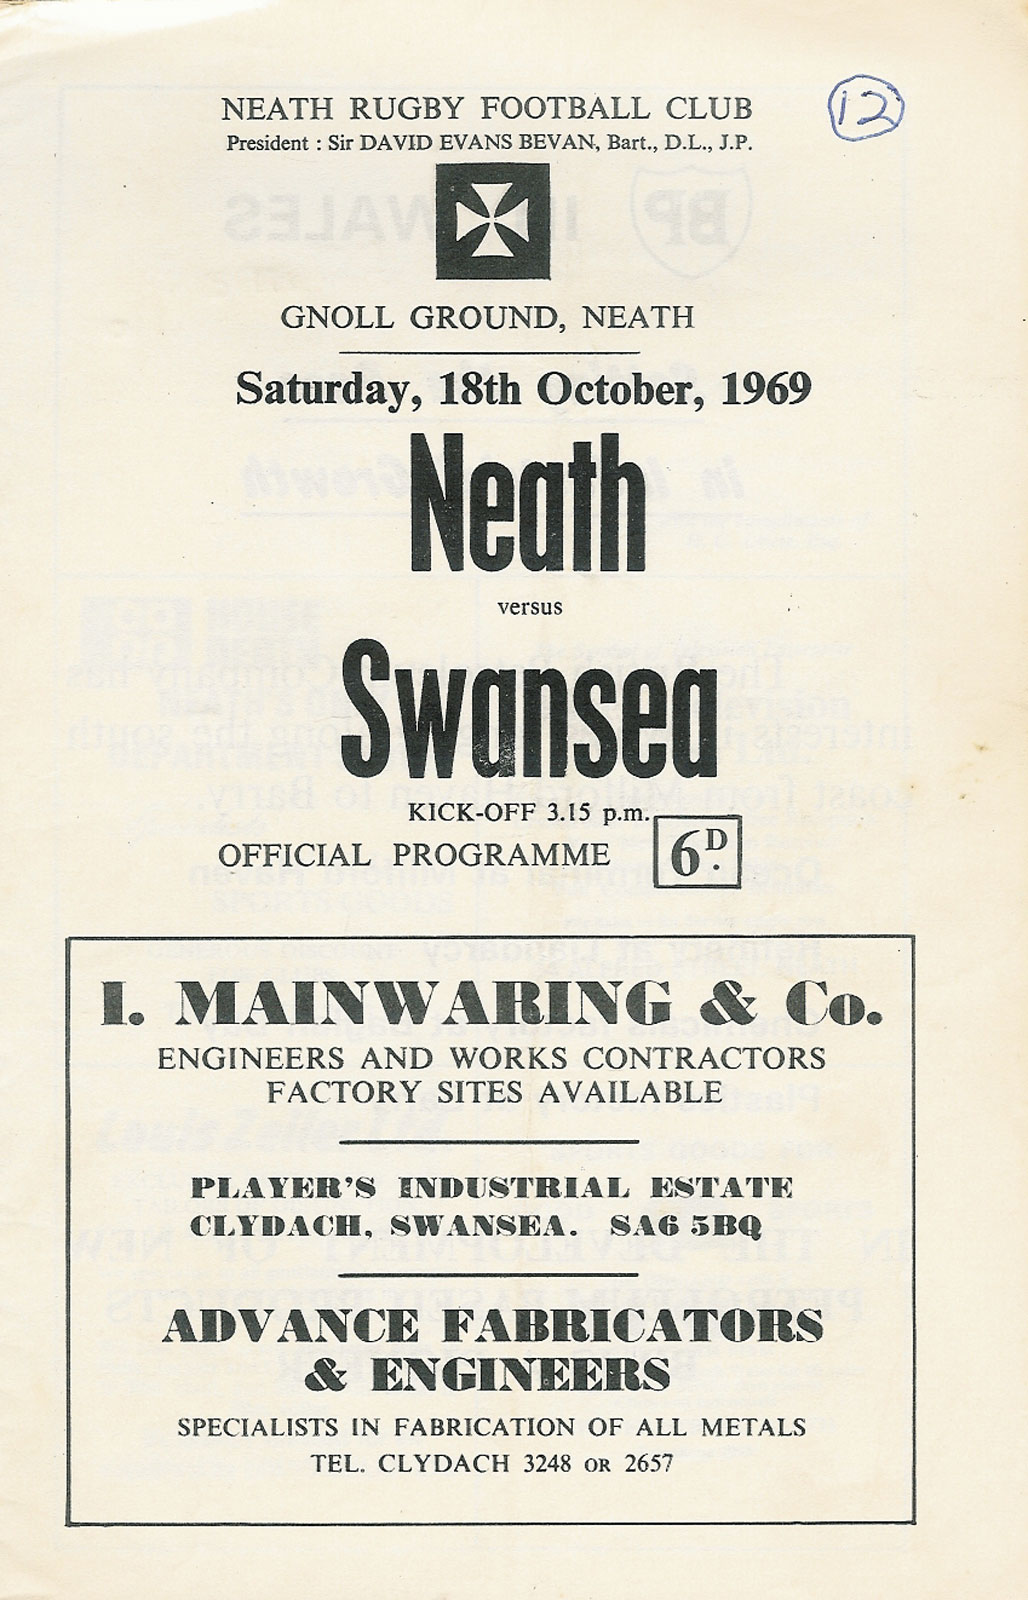 NEATH RUGBY FOOTBALL CLUB
12
President : Sir DAVID EVANS BEVAN, Bart., D.L., J.P.
GNOLL GROUND, NEATH
Saturday, 18th October, 1969
Neath
versus
Swansea
KICK-OFF 3.15 p.m.
OFFICIAL PROGRAMME 6D.
I. MAINWARING & Co.
ENGINEERS AND WORKS CONTRACTORS
FACTORY SITES AVAILABLE
PLAYER'S INDUSTRIAL ESTATE
CLYDACH, SWANSEA. SA6 5BQ
ADVANCE FABRICATORS
& ENGINEERS
SPECIALISTS IN FABRICATION OF ALL METALS
TEL. CLYDACH 3248 OR 2657